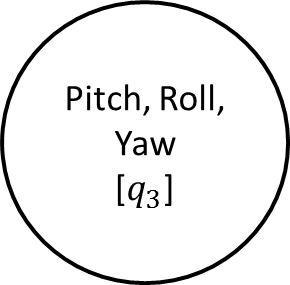 Pitch, Roll,
Yaw
[𝑞₃]